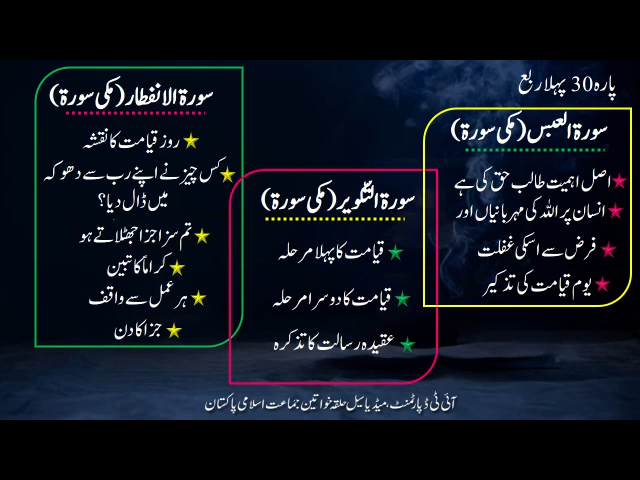 پارہ 30 پہلا ربع
سورۃ العبس (مکی سورۃ)
اصل اہمیت طالب حق کی ہے
انسان پر اللہ کی مہربانیاں اور
فرض سے اسکی غفلت
یوم قیامت کی تذکیر
سورۃ التکویر (مکی سورۃ)
قیامت کا پہلا مرحلہ
قیامت کا دوسرا مرحلہ
عقیدہ رسالت کا تذکرہ
سورۃ الانفطار (مکی سورۃ)
روز قیامت کا نقشہ
کس چیز نے اپنے رب سے دھوکہ
میں ڈال دیا؟
تم سزا جزا جھٹلاتے ہو
کراماً کاتبین
ہر عمل سے واقف
جزا کا دن
آئی ٹی ڈپارٹمنٹ، میڈیا سیل حلقہ خواتین جماعت اسلامی پاکستان